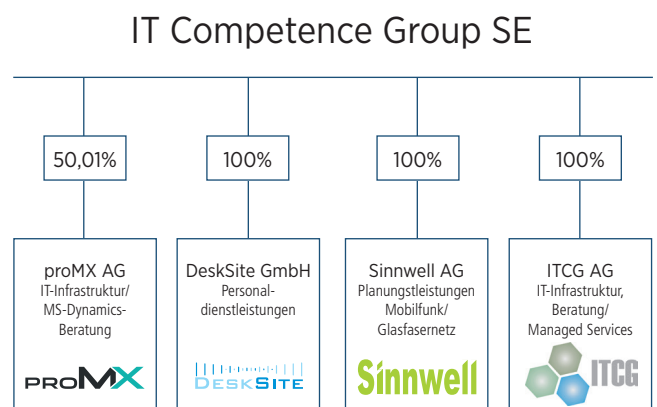 IT Competence Group SE
50,01%
100%
100%
100%
proMX AG
IT-Infrastruktur/
MS-Dynamics-
Beratung
PROMX
DeskSite GmbH
Personal-
dienstleistungen
DESKSITE
Sinnwell AG
Planungsleistungen
Mobilfunk/
Glasfasernetz
Sinnwell
ITCG AG
IT-Infrastruktur,
Beratung/
Managed Services
ITCG